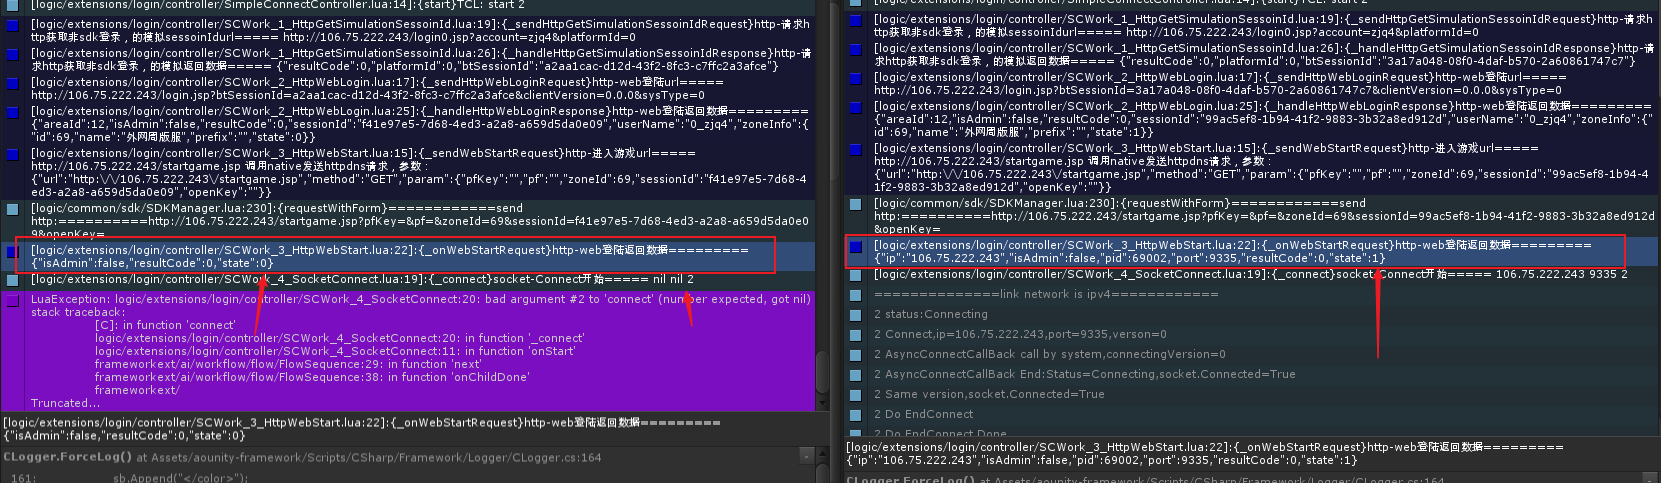 [logic/extensions/login/controller/SimpleConnectController.lua:14]:{start}TCL: start 2
[logic/extensions/login/controller/SCWork_1_HttpGetSimulationSessoinId.lua:19]:{_sendHttpGetSimulationSessoinIdRequest}http-请求
http获取非sdk登录，的模拟sessoinIdurl===== http://106.75.222.243/login0.jsp?account=zjq4&platformId=0
[logic/extensions/login/controller/SCWork_1_HttpGetSimulationSessoinId.lua:26]:{_handleHttpGetSimulationSessionIdResponse}http-请
求http获取非sdk登录，的模拟返回数据===== {"resultCode":0,"platformId":0,"btSessionId":"a2aa1cac-d12d-43f2-8fc3-c7ffc2a3afce"}
[logic/extensions/login/controller/SCWork_2_HttpWebLogin.lua:17]:{_sendHttpWebLoginRequest}http-web登陆url=====
http://106.75.222.243/login.jsp?btSessionId=a2aa1cac-d12d-43f2-8fc3-c7ffc2a3afce&clientVersion=0.0.0&sysType=0
[logic/extensions/login/controller/SCWork_2_HttpWebLogin.lua:25]:{_handleHttpWebLoginResponse}http-web登陆返回数据=========
{"areaId":12,"isAdmin":false,"resultCode":0,"sessionId":"f41e97e5-7d68-4ed3-a2a8-a659d5da0e09","userName":"0_zjq4","zoneInfo":{
id":69,"name":"外网周版服","prefix":"","state":0}}
[logic/extensions/login/controller/SCWork_3_HttpWebStart.lua:15]:{_sendWebStartRequest}http-进入游戏url=====
http://106.75.222.243/startgame.jsp 调用native发送httpdns请求，参数：
{"url":"http:\/\/106.75.222.243\/startgame.jsp","method":"GET","param":{"pfKey":"","pf":"","zoneId":69,"sessionId":"f41e97e5-7d68-4
ed3-a2a8-a659d5da0e09","openKey":""}}
[logic/common/sdk/SDKManager.lua:230]:{requestWithForm}============send
http:==========http://106.75.222.243/startgame.jsp?pfKey=&pf=&zoneId=69&sessionId=f41e97e5-7d68-4ed3-a2a8-a659d5da0e0
9&openKey=
[logic/extensions/login/controller/SCWork_3_HttpWebStart.lua:22]:{_onWebStartRequest}http-web登陆返回数据=========
{"isAdmin":false,"resultCode":0,"state":0}
[logic/extensions/login/controller/SCWork_4_SocketConnect.lua:19]:{_connect}socket-Connect开始===== nil nil 2
LuaException: logic/extensions/login/controller/SCWork_4_SocketConnect:20: bad argument #2 to 'connect' (number expected, got nil)
stack traceback:
[C]: in function 'connect'
logic/extensions/login/controller/SCWork_4_SocketConnect:20: in function '_connect'
logic/extensions/login/controller/SCWork_4_SocketConnect:11: in function 'onStart'
frameworkext/ai/workflow/flow/FlowSequence:29: in function 'next'
frameworkext/ai/workflow/flow/FlowSequence:38: in function 'onChildDone'
frameworkext/
Truncated...
[logic/extensions/login/controller/SCWork_3_HttpWebStart.lua:22]:{_onWebStartRequest}http-web登陆返回数据=========
{"isAdmin":false,"resultCode":0,"state":0}
CLogger.ForceLog() at Assets/aounity-framework/Scripts/CSharp/Framework/Logger/CLogger.cs:164
161: sb.Append("</color>");
[logic/extensions/login/controller/SCWork_1_HttpGetSimulationSessoinId.lua:19]:{_sendHttpGetSimulationSessoinIdRequest}http-请求
http获取非sdk登录，的模拟sessoinIdurl===== http://106.75.222.243/login0.jsp?account=zjq4&platformId=0
[logic/extensions/login/controller/SCWork_1_HttpGetSimulationSessoinId.lua:26]:{_handleHttpGetSimulationSessionIdResponse}http-请
求http获取非sdk登录，的模拟返回数据===== {"resultCode":0,"platformId":0,"btSessionId":"3a17a048-08f0-4daf-b570-2a60861747c7"}
[logic/extensions/login/controller/SCWork_2_HttpWebLogin.lua:17]:{_sendHttpWebLoginRequest}http-web登陆url=====
http://106.75.222.243/login.jsp?btSessionId=3a17a048-08f0-4daf-b570-2a60861747c7&clientVersion=0.0.0&sysType=0
[logic/extensions/login/controller/SCWork_2_HttpWebLogin.lua:25]:{_handleHttpWebLoginResponse}http-web登陆返回数据=========
{"areaId":12,"isAdmin":false,"resultCode":0,"sessionId":"99ac5ef8-1b94-41f2-9883-3b32a8ed912d","userName":"0_zjq4","zoneInfo":{"
id":69,"name":"外网周版服","prefix":"","state":1}}
[logic/extensions/login/controller/SCWork_3_HttpWebStart.lua:15]:{_sendWebStartRequest}http-进入游戏url=====
http://106.75.222.243/startgame.jsp 调用native发送httpdns请求，参数：
{"url":"http:\/\/106.75.222.243\/startgame.jsp","method":"GET","param":{"pfKey":"","pf":"","zoneId":69,"sessionId":"99ac5ef8-1b94-4
1f2-9883-3b32a8ed912d","openKey":""}}
[logic/common/sdk/SDKManager.lua:230]:{requestWithForm}============send
http:==========http://106.75.222.243/startgame.jsp?pfKey=&pf=&zoneId=69&sessionId=99ac5ef8-1b94-41f2-9883-3b32a8ed912d
&openKey=
[logic/extensions/login/controller/SCWork_3_HttpWebStart.lua:22]:{_onWebStartRequest}http-web登陆返回数据=========
{"ip":"106.75.222.243","isAdmin":false,"pid":69002,"port":9335,"resultCode":0,"state":1}
[logic/extensions/login/controller/SCWork_4_SocketConnect.lua:19]:{_connect}socket-Connect开始===== 106.75.222.243 9335 2
==============link network is ipv4============
2 status:Connecting
2 Connect,ip=106.75.222.243,port=9335,verson=0
2 AsyncConnectCallBack call by system,connectingVersion=0
2 AsyncConnectCallBack End:Status=Connecting,socket.Connected=True
2 Same version,socket.Connected=True
2 Do EndConnect
2 Do EndConnect Done
[logic/extensions/login/controller/SCWork_3_HttpWebStart.lua:22]:{_onWebStartRequest}http-web登陆返回数据=========
{"ip":"106.75.222.243","isAdmin":false,"pid":69002,"port":9335,"resultCode":0,"state":1}
CLogger.ForceLog() at Assets/aounity-framework/Scripts/CSharp/Framework/Logger/CLogger.cs:164